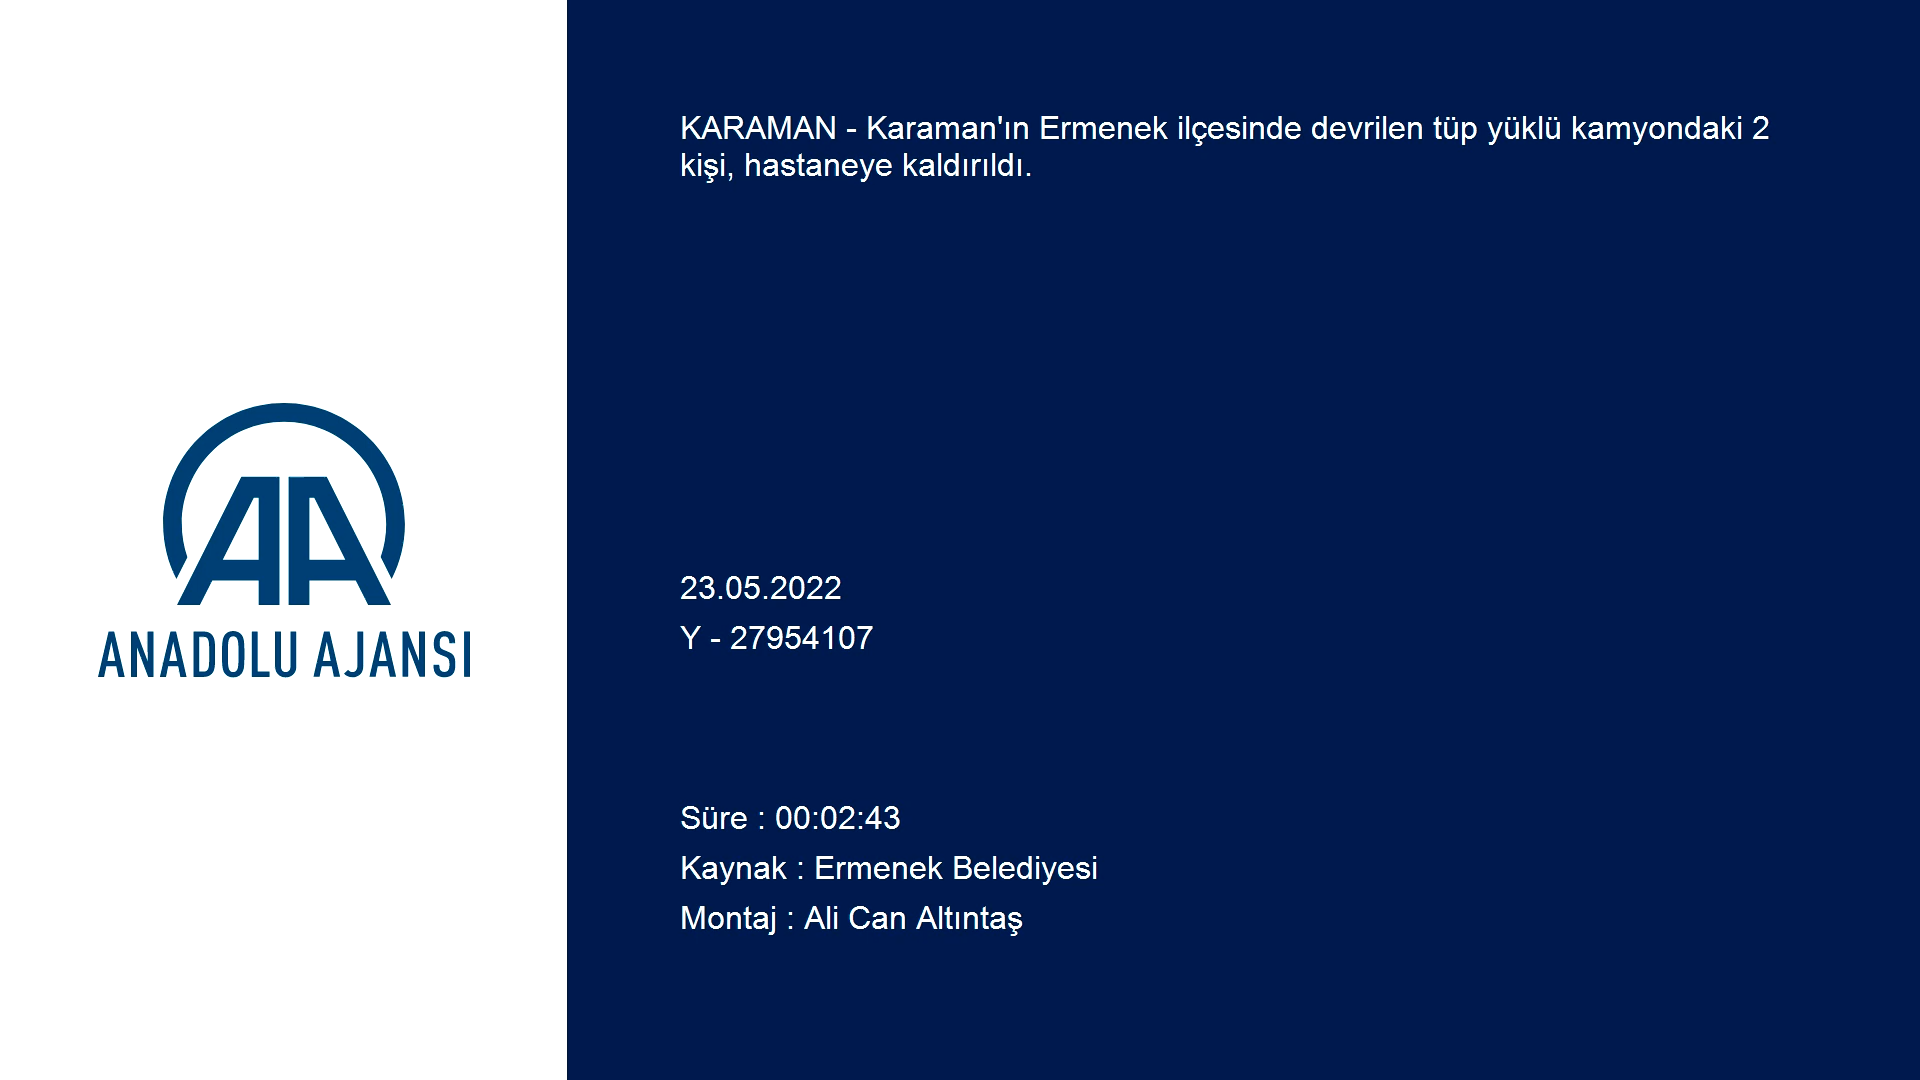 KARAMAN - Karaman'ın Ermenek ilçesinde devrilen tüp yüklü kamyondaki 2
kişi, hastaneye kaldırıldı.
AA
ANADOLU AJANSI
23.05.2022
Y - 27954107
Süre : 00:02:43
Kaynak : Ermenek Belediyesi
Montaj : Ali Can Altıntaş